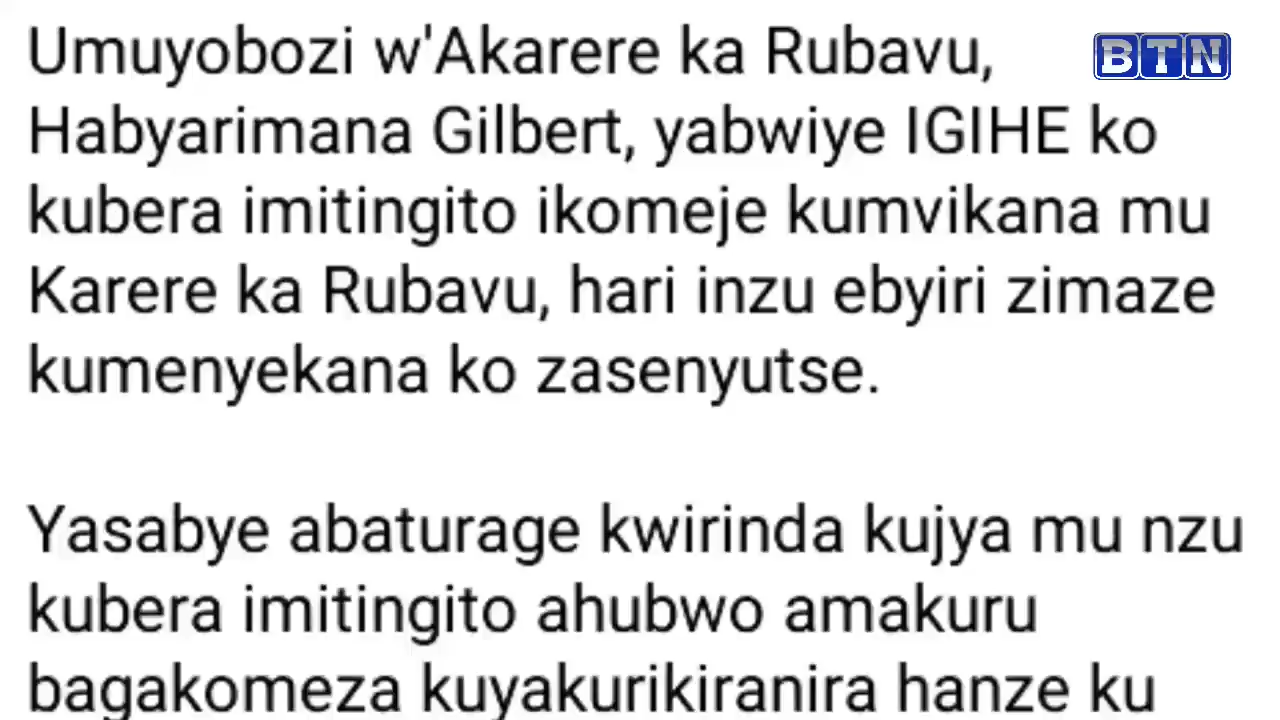 Umuyobozi w'Akarere ka Rubavu,
BTN
Habyarimana Gilbert, yabwiye IGIHE ko
kubera imitingito ikomeje kumvikana mu
Karere ka Rubavu, hari inzu ebyiri zimaze
kumenyekana ko zasenyutse.
Yasabye abaturage kwirinda kujya mu nzu
kubera imitingito ahubwo amakuru
bagakomeza kuyakurikiranira hanze ku